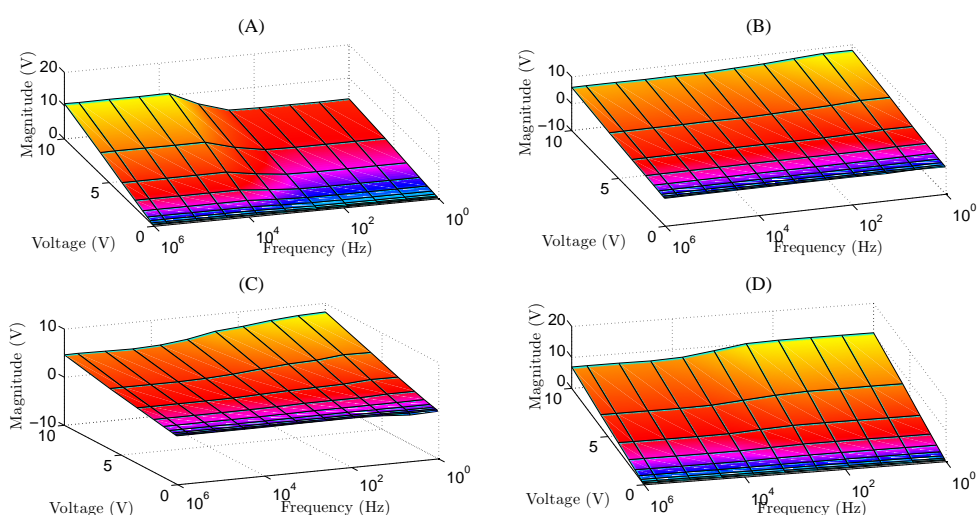 (A)
Magnitude (V)
20
10
0
10
5
0
Voltage (V)
10^6
10^4
10^2
10^0
Frequency (Hz)
(B)
Magnitude (V)
10
0
−10
10
5
0
Voltage (V)
10^6
10^4
10^2
10^0
Frequency (Hz)
(C)
Magnitude (V)
10
0
−10
10
5
0
Voltage (V)
10^6
10^4
10^2
10^0
Frequency (Hz)
(D)
Magnitude (V)
20
10
0
10
5
0
Voltage (V)
10^6
10^4
10^2
10^0
Frequency (Hz)